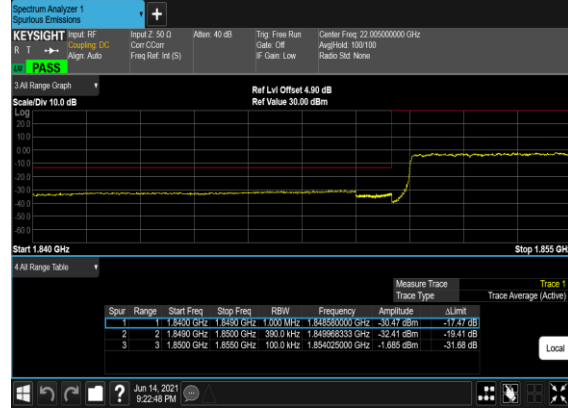 Spectrum Analyzer 1
Spurious Emissions
KEYSIGHT Input: RF Input Z: 50 Ω Atten: 40 dB Trig: Free Run Center Freq: 22.005000000 GHz
R T Coupling: DC Corr CCorr Gate: Off Avg|Hold: 100/100
Align: Auto Freq Ref: Int (S) IF Gain: Low Radio Std: None
PASS
3 All Range Graph
Ref Lvl Offset 4.90 dB
Scale/Div 10.0 dB Ref Value 30.00 dBm
Log
20.0
10.0
0.00
-10.0
-20.0
-30.0
-40.0
-50.0
-60.0
Start 1.840 GHz Stop 1.855 GH
4 All Range Table
Measure Trace Trace 1
Trace Type Trace Average (Active)
Spur Range Start Freq Stop Freq RBW Frequency Amplitude ΔLimit
1 1 1.8400 GHz 1.8490 GHz 1.000 MHz 1.848580000 GHz -30.47 dBm -17.47 dB
2 2 1.8490 GHz 1.8500 GHz 390.0 kHz 1.849968333 GHz -32.41 dBm -19.41 dB
3 3 1.8500 GHz 1.8550 GHz 100.0 kHz 1.854025000 GHz -1.685 dBm -31.68 dB
Local
? Jun 14, 2021
9:22:48 PM